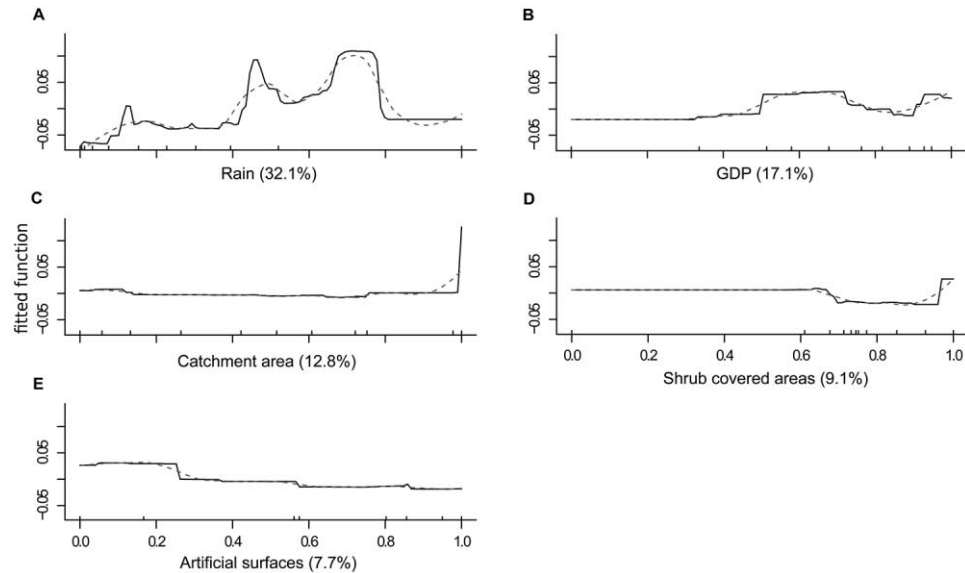 A
B
0.05
−0.05
0.05
−0.05
Rain (32.1%)
GDP (17.1%)
C
D
fitted function
0.05
−0.05
0.05
−0.05
Catchment area (12.8%)
0.0 0.2 0.4 0.6 0.8 1.0
Shrub covered areas (9.1%)
E
0.05
−0.05
0.0 0.2 0.4 0.6 0.8 1.0
Artificial surfaces (7.7%)